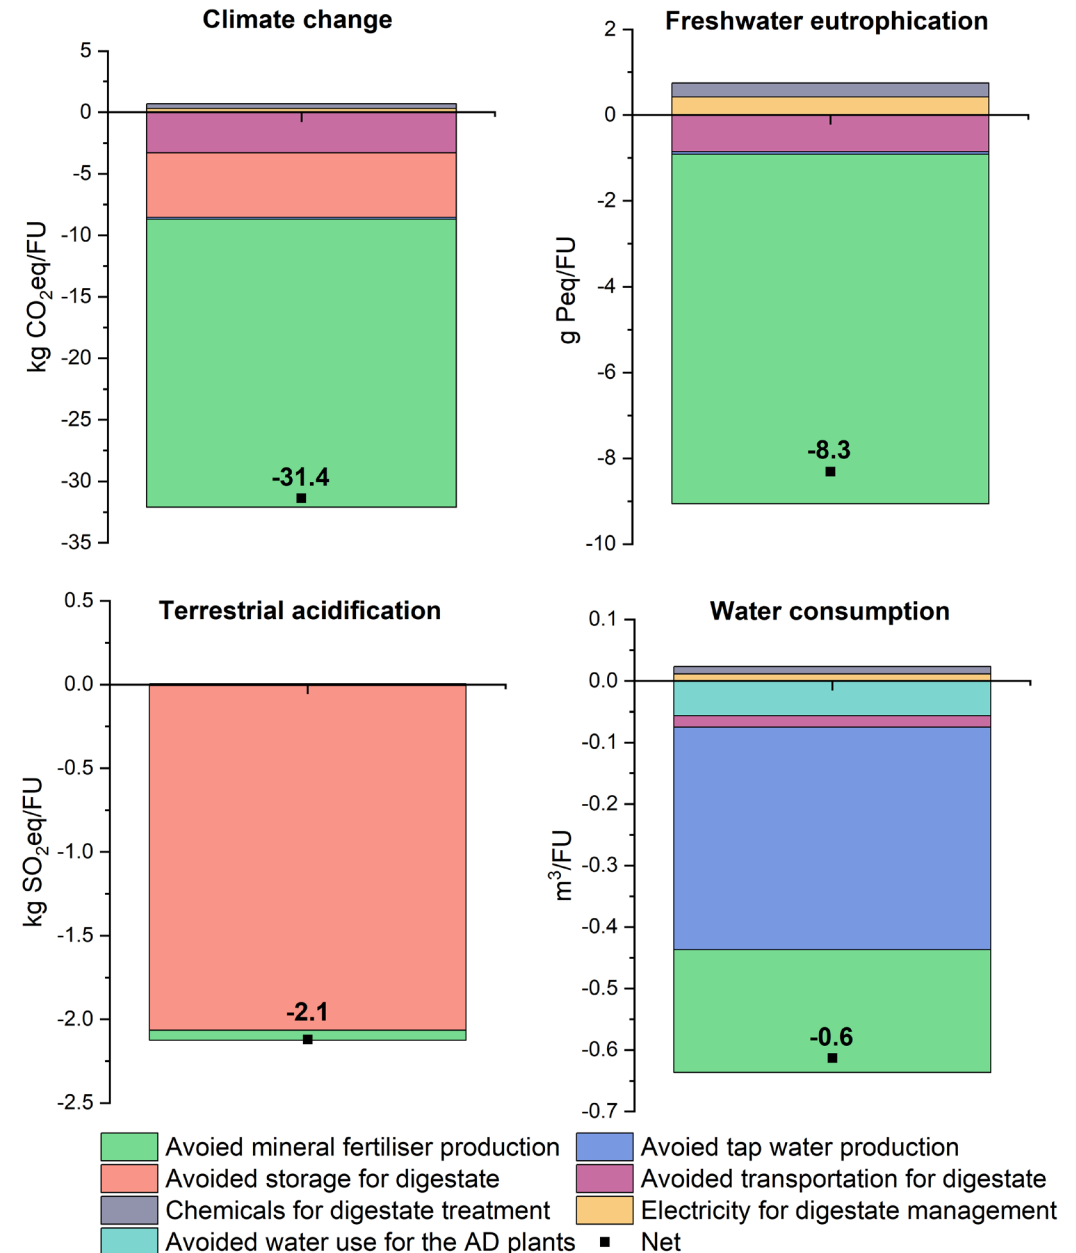 Climate change
5
0
-5
-10
-15
-20
-25
-30
-35
kg CO₂eq/FU
-31.4
Freshwater eutrophication
2
0
-2
-4
-6
-8
-10
g Peq/FU
-8.3
Terrestrial acidification
0.5
0.0
-0.5
-1.0
-1.5
-2.0
-2.5
kg SO₂eq/FU
-2.1
Water consumption
0.1
0.0
-0.1
-0.2
-0.3
-0.4
-0.5
-0.6
-0.7
m³/FU
-0.6
Avoied mineral fertiliser production
Avoied tap water production
Avoided storage for digestate
Avoided transportation for digestate
Chemicals for digestate treatment
Electricity for digestate management
Avoided water use for the AD plants
Net